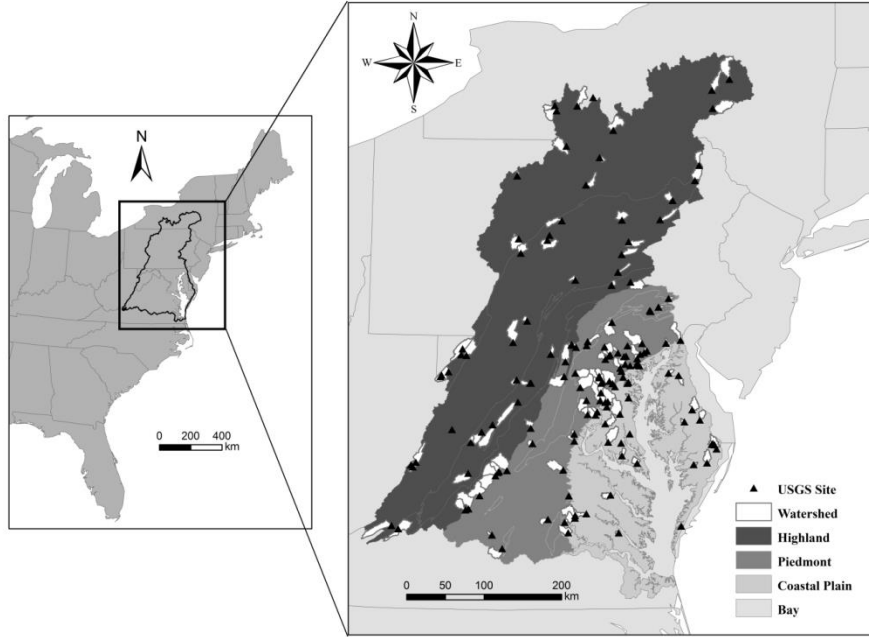 N
0 200 400
km
N
W E
S
USGS Site
Watershed
Highland
Piedmont
Coastal Plain
Bay
0 50 100 200
km